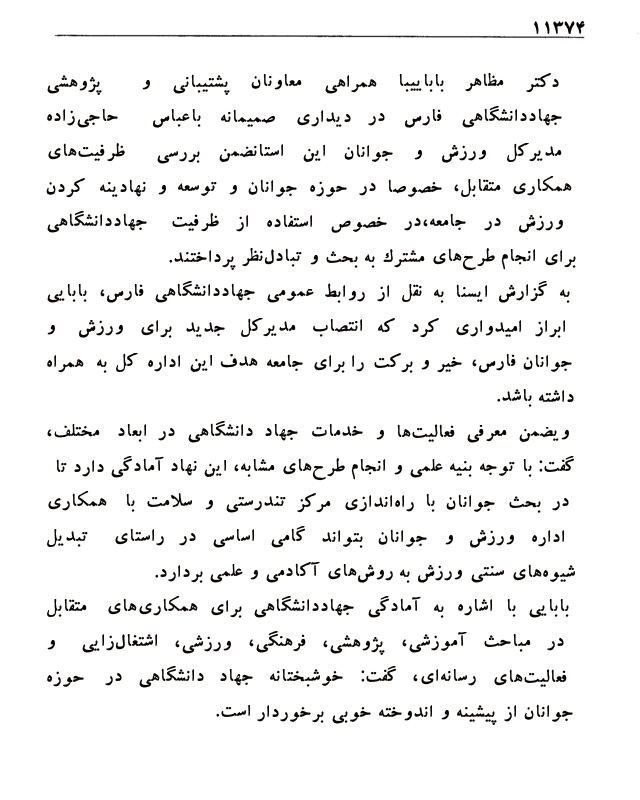 ۱۱۳۷۴
دکتر مظاهر بابابیبا همراهی معاونان پشتیبانی و پژوهشی
جهاددانشگاهی فارس در دیداری صمیمانه باعباس حاجی‌زاده
مدیرکل ورزش و جوانان این استانضمن بررسی ظرفیت‌های
همکاری متقابل، خصوصا در حوزه جوانان و توسعه و نهادینه کردن
ورزش در جامعه،در خصوص استفاده از ظرفیت جهاددانشگاهی
برای انجام طرح‌های مشترك به بحث و تبادل‌نظر پرداختند.
به گزارش ایسنا به نقل از روابط عمومی جهاددانشگاهی فارس، بابایی
ابراز امیدواری کرد که انتصاب مدیرکل جدید برای ورزش و
جوانان فارس، خیر و برکت را برای جامعه هدف این اداره کل به همراه
داشته باشد.
ویضمن معرفی فعالیت‌ها و خدمات جهاد دانشگاهی در ابعاد مختلف،
گفت: با توجه بنیه علمی و انجام طرح‌های مشابه، این نهاد آمادگی دارد تا
در بحث جوانان با راه‌اندازی مرکز تندرستی و سلامت با همکاری
اداره ورزش و جوانان بتواند گامی اساسی در راستای تبدیل
شیوه‌های سنتی ورزش به روش‌های آکادمی و علمی بردارد.
بابایی با اشاره به آمادگی جهاددانشگاهی برای همکاری‌های متقابل
در مباحث آموزشی، پژوهشی، فرهنگی، ورزشی، اشتغال‌زایی و
فعالیت‌های رسانه‌ای، گفت: خوشبختانه جهاد دانشگاهی در حوزه
جوانان از پیشینه و اندوخته خوبی برخوردار است.